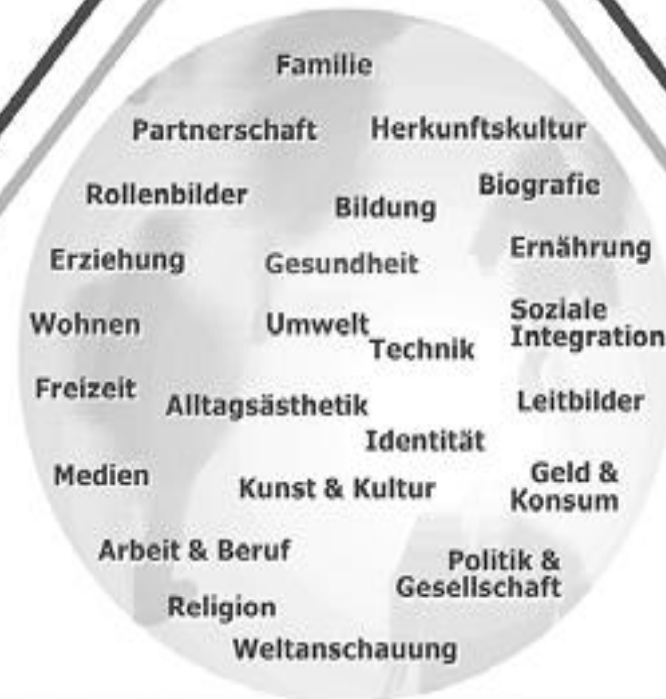 Familie
Partnerschaft
Herkunftskultur
Rollenbilder
Bildung
Biografie
Erziehung
Gesundheit
Ernährung
Wohnen
Umwelt
Technik
Soziale
Integration
Freizeit
Alltagsästhetik
Leitbilder
Identität
Medien
Kunst & Kultur
Geld &
Konsum
Arbeit & Beruf
Politik &
Gesellschaft
Religion
Weltanschauung